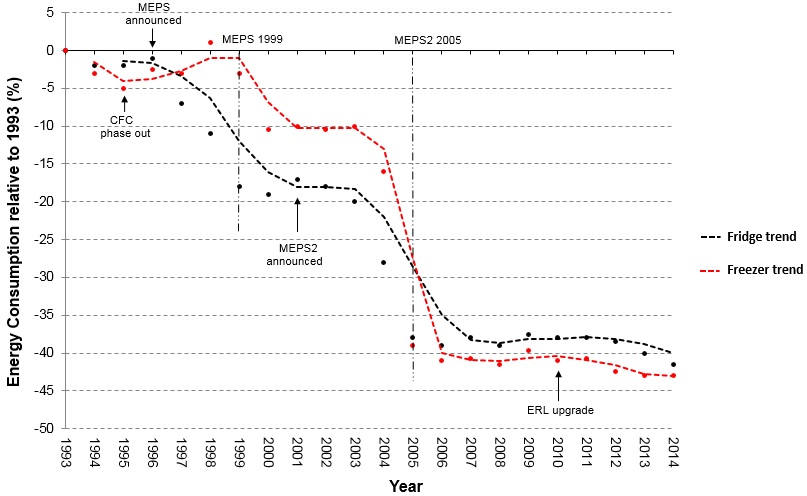 MEPS
announced
MEPS 1999
MEPS2 2005
CFC
phase out
MEPS2
announced
ERL upgrade
Energy Consumption relative to 1993 (%)
5
0
-5
-10
-15
-20
-25
-30
-35
-40
-45
-50
1993
1994
1995
1996
1997
1998
1999
2000
2001
2002
2003
2004
2005
2006
2007
2008
2009
2010
2011
2012
2013
2014
Year
Fridge trend
Freezer trend